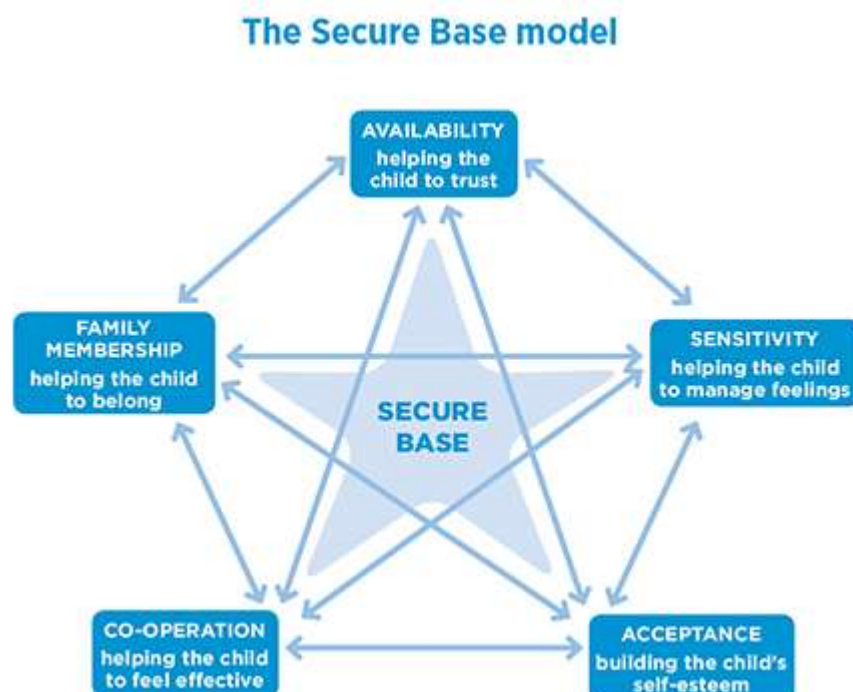 The Secure Base model
AVAILABILITY
helping the
child to trust
FAMILY
MEMBERSHIP
helping the child
to belong
SENSITIVITY
helping the child
to manage feelings
SECURE
BASE
CO-OPERATION
helping the child
to feel effective
ACCEPTANCE
building the child's
self-esteem